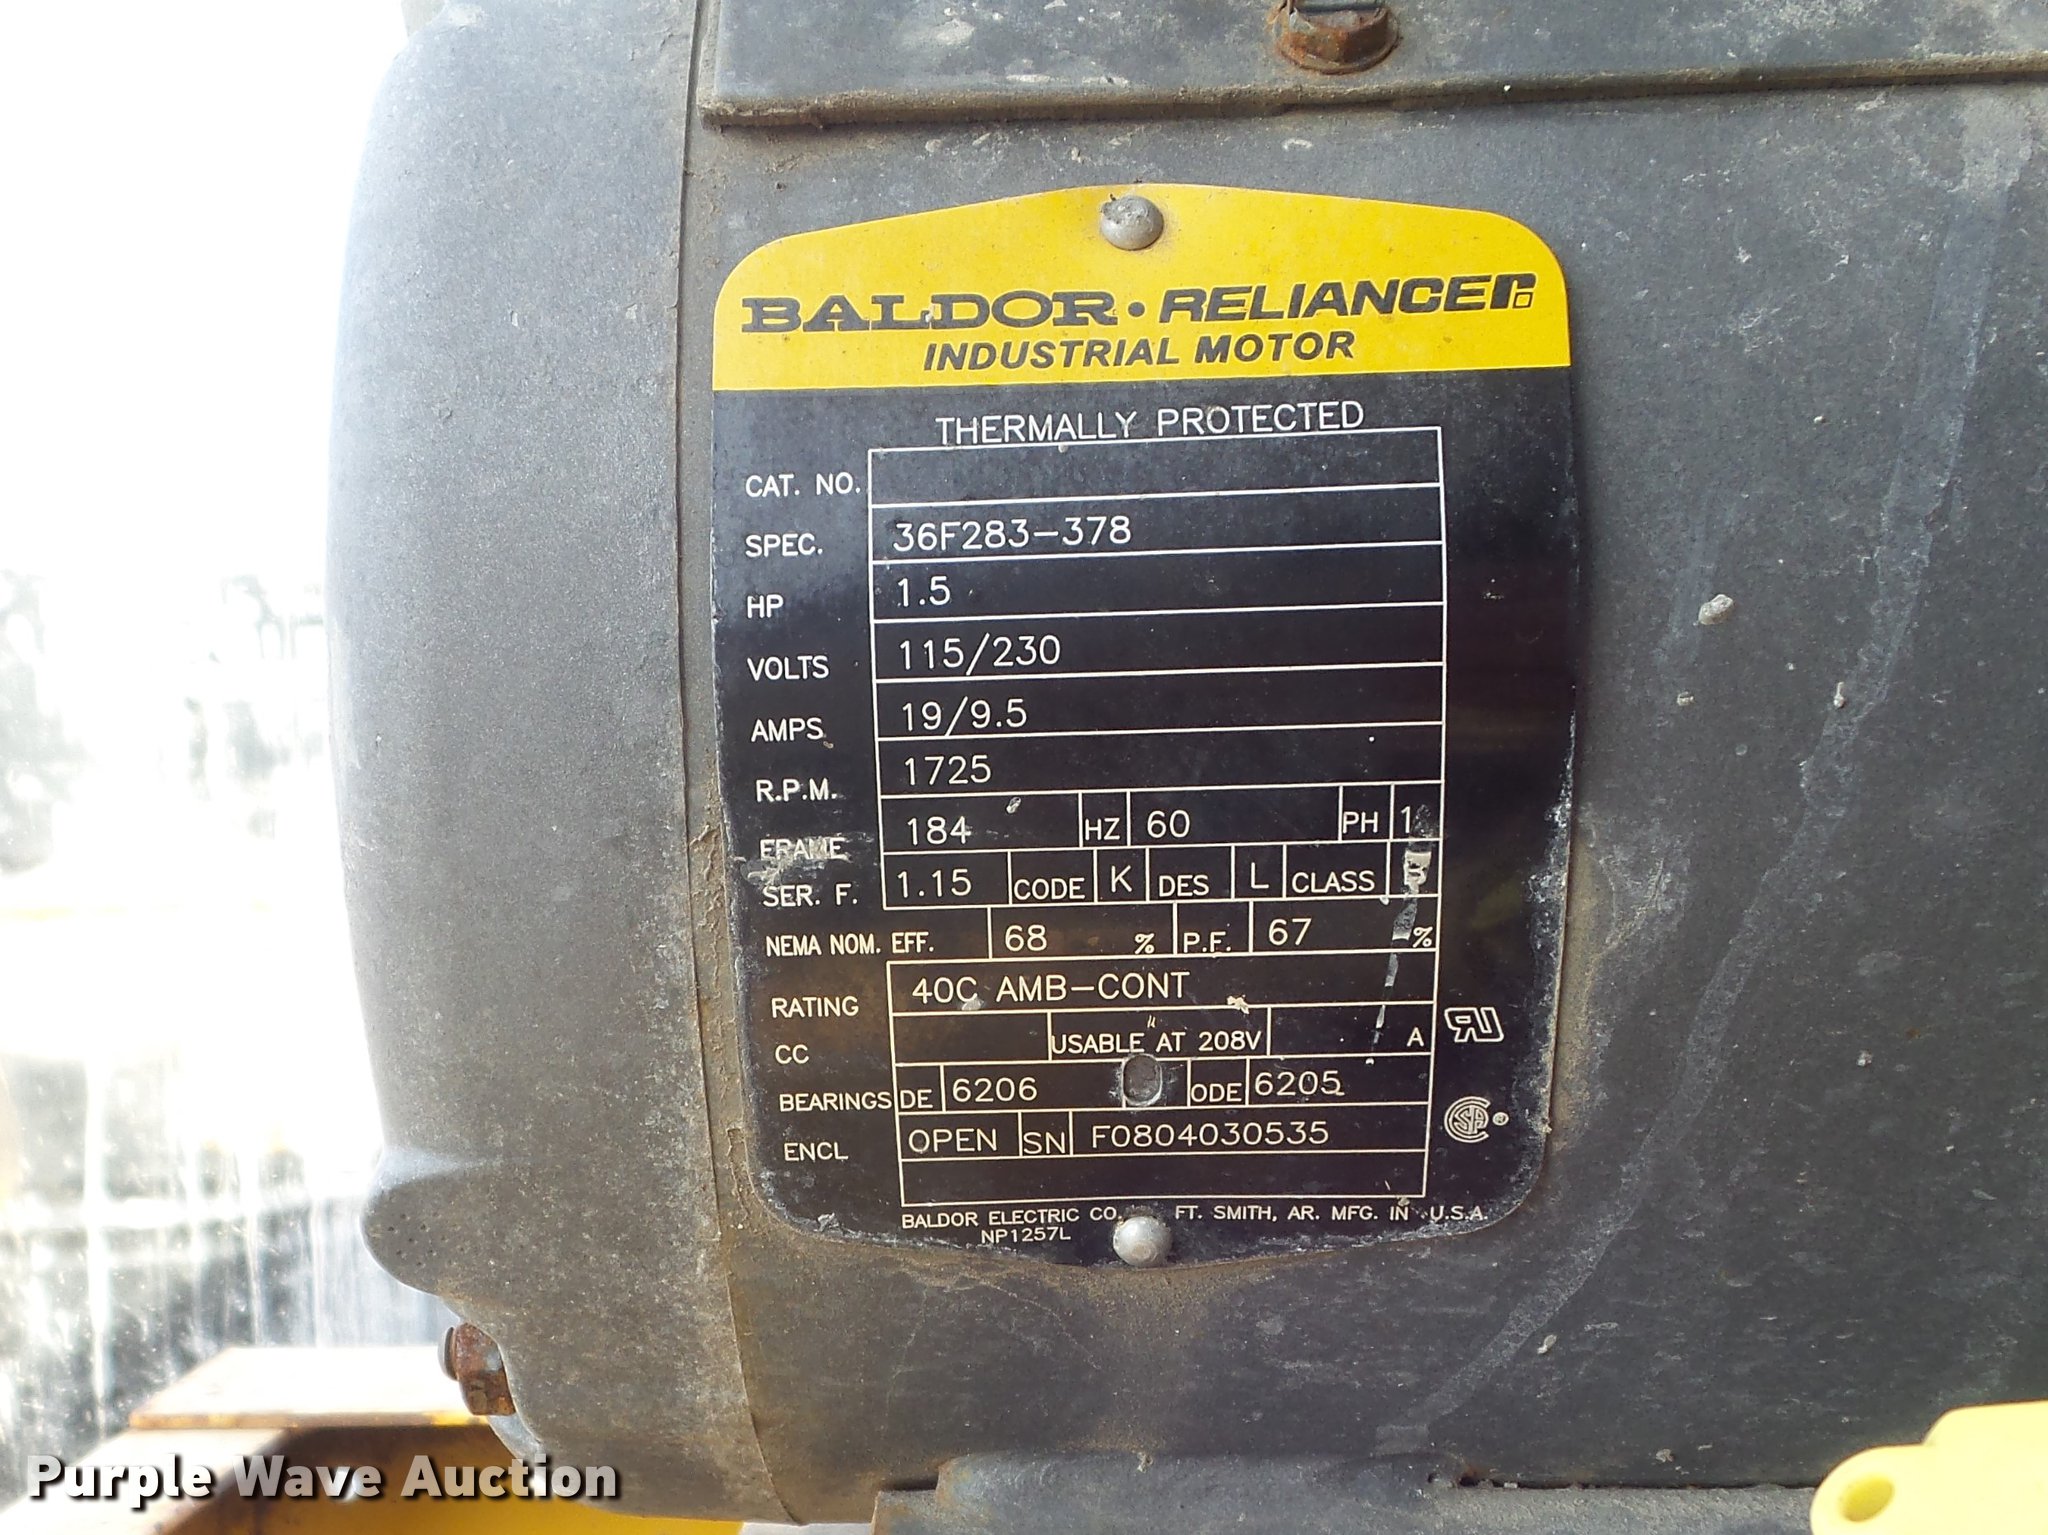 BALDOR • RELIANCER
INDUSTRIAL MOTOR
THERMALLY PROTECTED
CAT. NO.
SPEC. 36F283-378
HP 1.5
VOLTS 115/230
AMPS 19/9.5
R.P.M. 1725
FRAME 184 HZ 60 PH 1
SER. F. 1.15 CODE K DES L CLASS B
NEMA NOM. EFF. 68 % P.F. 67 %
RATING 40C AMB-CONT
CC USABLE AT 208V A
BEARINGS DE 6206 ODE 6205
ENCL OPEN SN F0804030535
BALDOR ELECTRIC CO. FT. SMITH, AR. MFG. IN U.S.A.
NP1257L
Purple Wave Auction